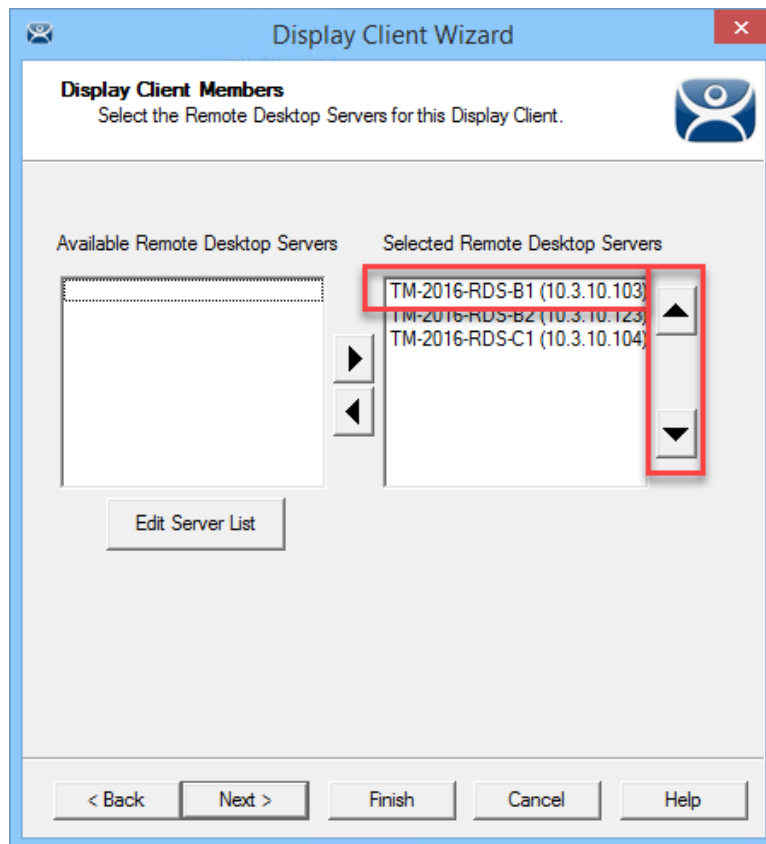 Display Client Wizard
Display Client Members
Select the Remote Desktop Servers for this Display Client.
Available Remote Desktop Servers
Selected Remote Desktop Servers
TM-2016-RDS-B1 (10.3.10.103)
TM-2016-RDS-B2 (10.3.10.123)
TM-2016-RDS-C1 (10.3.10.104)
Edit Server List
< Back
Next >
Finish
Cancel
Help